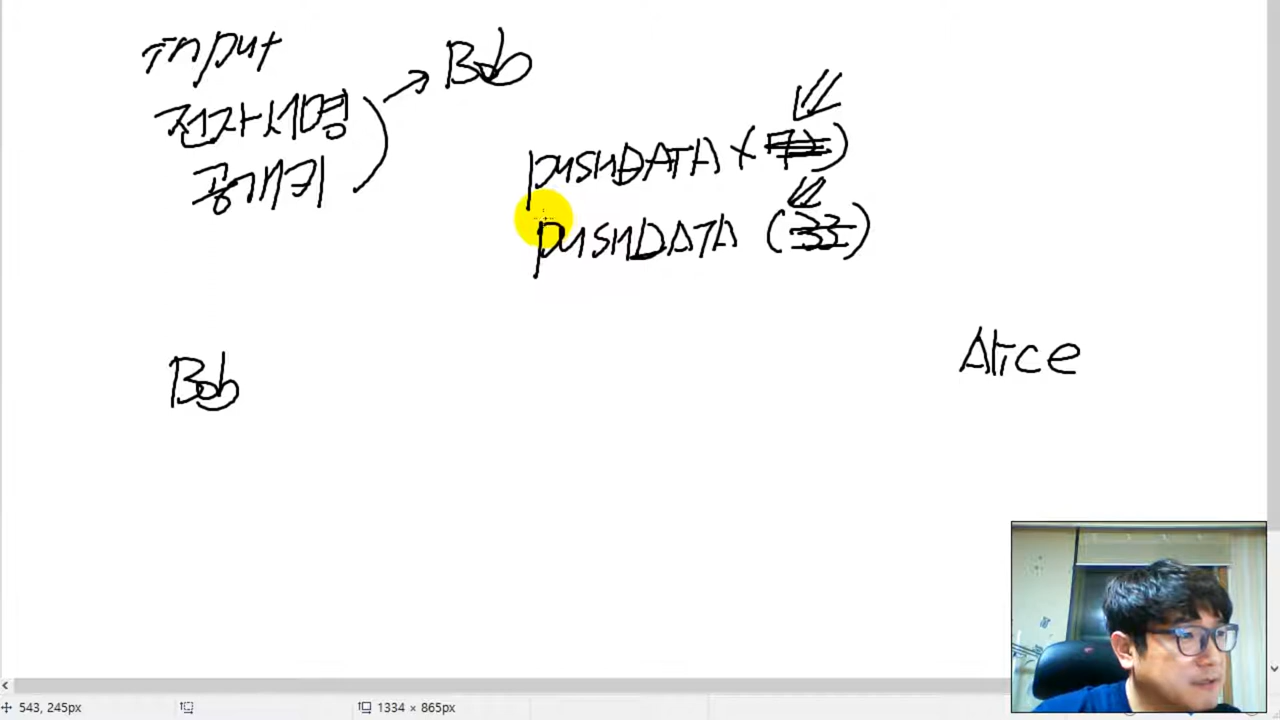 input
전자서명
공개키
Bob
PUSHDATA (72)
PUSHDATA (33)
Bob
Alice
543, 245px
1334 × 865px